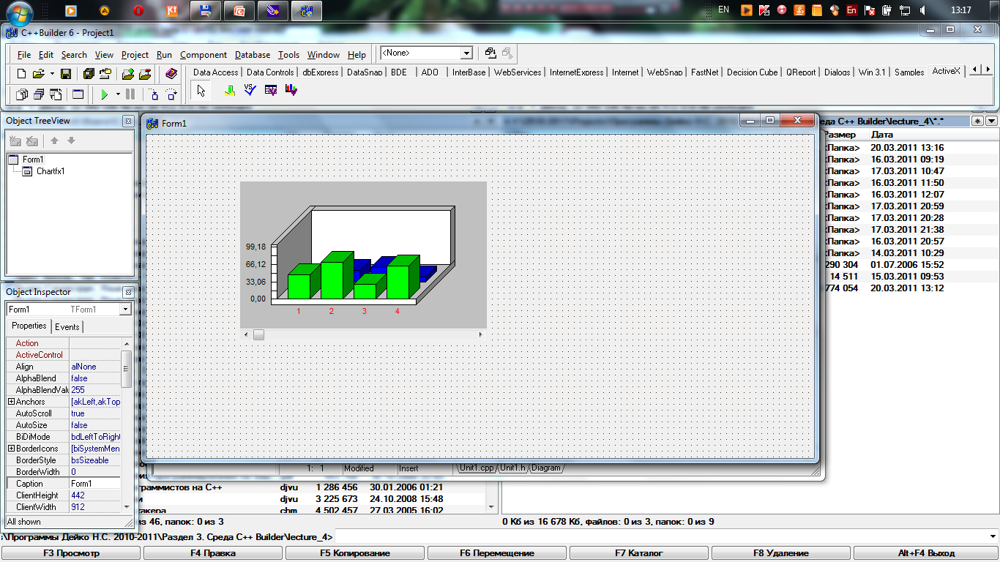 EN
En
13:17
C++Builder 6 - Project1
File Edit Search View Project Run Component Database Tools Window Help
<None>
Data Access Data Controls dbExpress DataSnap BDE ADO InterBase WebServices InternetExpress Internet WebSnap FastNet Decision Cube QReport Dialogs Win 3.1 Samples ActiveX
Object TreeView
Form1
Chartfx1
Form1
99,18
66,12
33,06
0,00
1 2 3 4
Object Inspector
Form1 TForm1
Properties Events
Action
ActiveControl
Align alNone
AlphaBlend false
AlphaBlendValu 255
Anchors [akLeft,akTop
AutoScroll true
AutoSize false
BiDiMode bdLeftToRight
BorderIcons [biSystemMen
BorderStyle bsSizeable
BorderWidth 0
Caption Form1
ClientHeight 442
ClientWidth 912
All shown
еда C++ Builder\lecture_4\*.*
Размер Дата
<Папка> 20.03.2011 13:16
<Папка> 16.03.2011 09:19
<Папка> 17.03.2011 10:47
<Папка> 16.03.2011 11:50
<Папка> 16.03.2011 12:07
<Папка> 17.03.2011 20:59
<Папка> 17.03.2011 20:28
<Папка> 17.03.2011 21:38
<Папка> 16.03.2011 20:57
<Папка> 14.03.2011 10:29
290 304 01.07.2006 15:52
14 511 15.03.2011 09:53
774 054 20.03.2011 13:12
1: 1 Modified Insert Unit1.cpp Unit1.h Diagram
граммистов на C++ djvu 1 286 456 30.01.2006 01:21
и djvu 3 225 673 24.10.2008 15:48
хакера chm 4 502 457 27.03.2005 16:02
из 46, папок: 0 из 3
0 Кб из 16 678 Кб, файлов: 0 из 3, папок: 0 из 9
:\Программы Дейко Н.С. 2010-2011\Раздел 3. Среда C++ Builder\lecture_4>
F3 Просмотр F4 Правка F5 Копирование F6 Перемещение F7 Каталог F8 Удаление Alt+F4 Выход